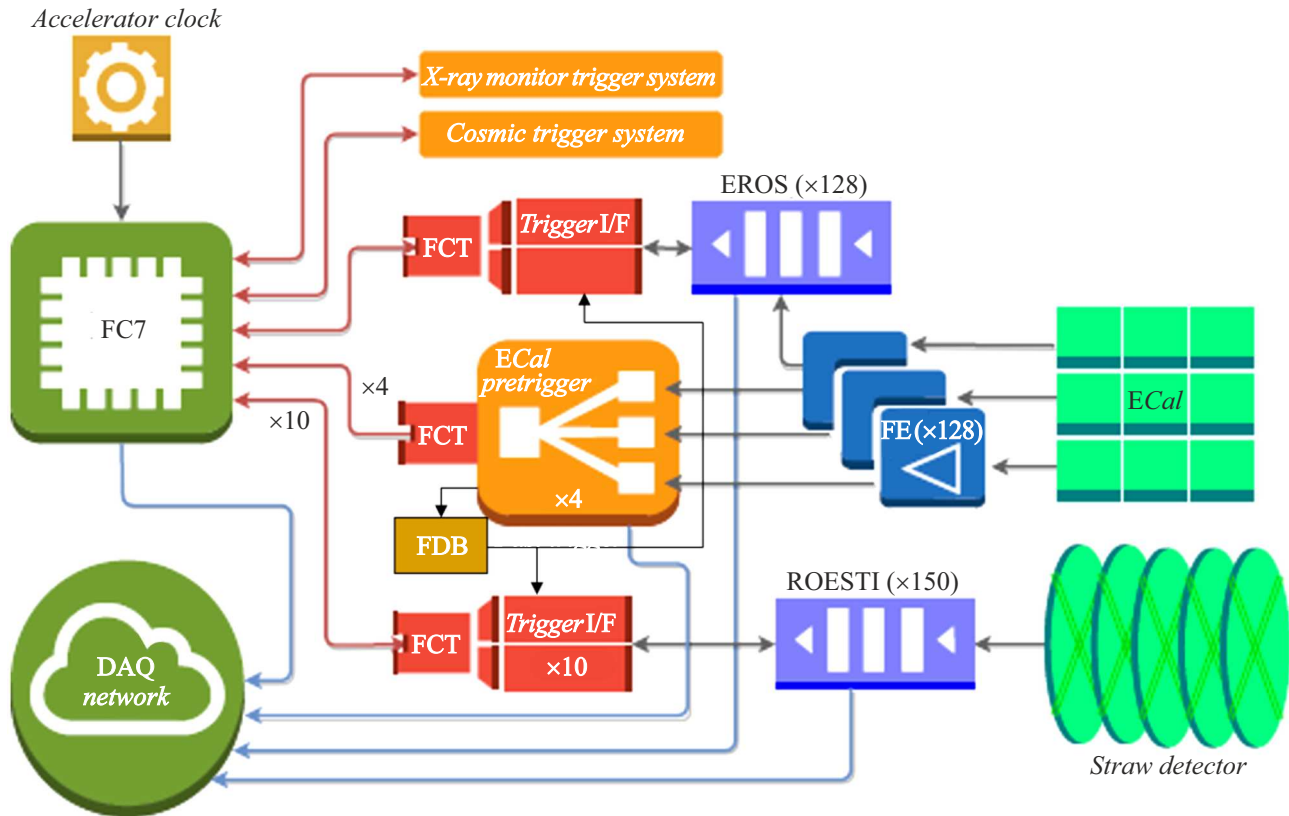 Accelerator clock
X-ray monitor trigger system
Cosmic trigger system
EROS (×128)
FCT
Trigger I/F
FC7
ECal
pretrigger
×4
×10
FCT
ECal
FE (×128)
×4
FDB
ROESTI (×150)
FCT
Trigger I/F
×10
DAQ
network
Straw detector